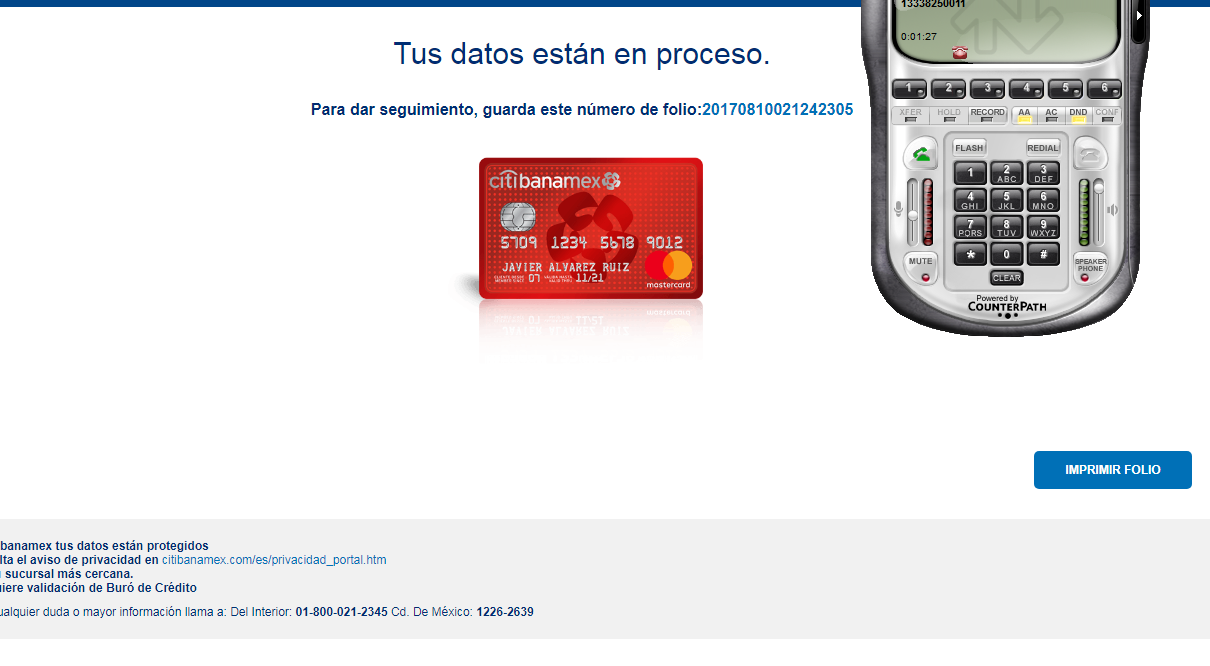 13338250011
0:01:27
Tus datos están en proceso.
Para dar seguimiento, guarda este número de folio:20170810021242305
citibanamex
5709 1234 5678 9012
JAVIER ALVAREZ RUIZ
07 11/21
mastercard
1 2 3 4 5 6
XFER HOLD RECORD AA AC DND CONF
FLASH REDIAL
1 2 ABC 3 DEF
4 GHI 5 JKL 6 MNO
7 PQRS 8 TUV 9 WXYZ
* 0 #
MUTE
SPEAKER
PHONE
CLEAR
Powered by
COUNTERPATH
IMPRIMIR FOLIO
banamex tus datos están protegidos
lta el aviso de privacidad en citibanamex.com/es/privacidad_portal.htm
sucursal más cercana.
iere validación de Buró de Crédito
ualquier duda o mayor información llama a: Del Interior: 01-800-021-2345 Cd. De México: 1226-2639